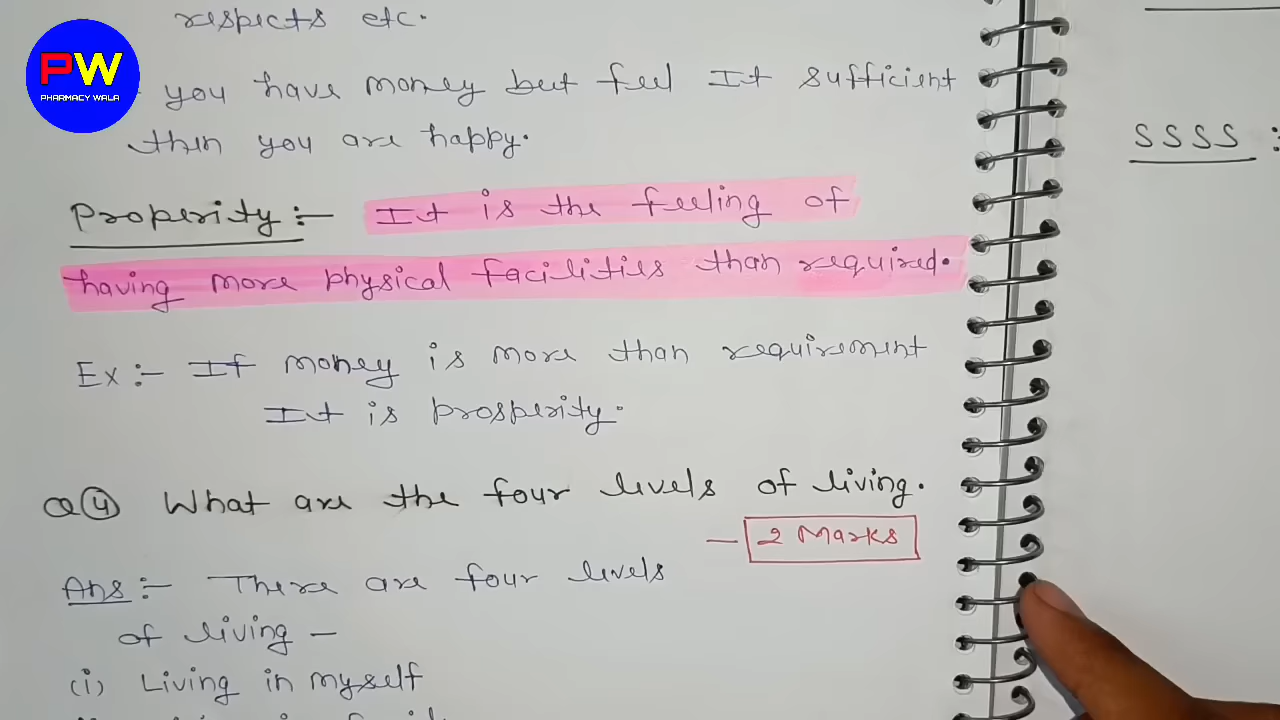 respects etc.
PW
PHARMACY WALA
you have money but feel It sufficient
then you are happy.
Properity :- It is the feeling of
having more physical facilities than required.
Ex :- If money is more than requirement
It is prosperity.
Q④ What are the four levels of living.
- 2 Marks
Ans :- There are four levels
of living -
(i) Living in myself
SSSS :